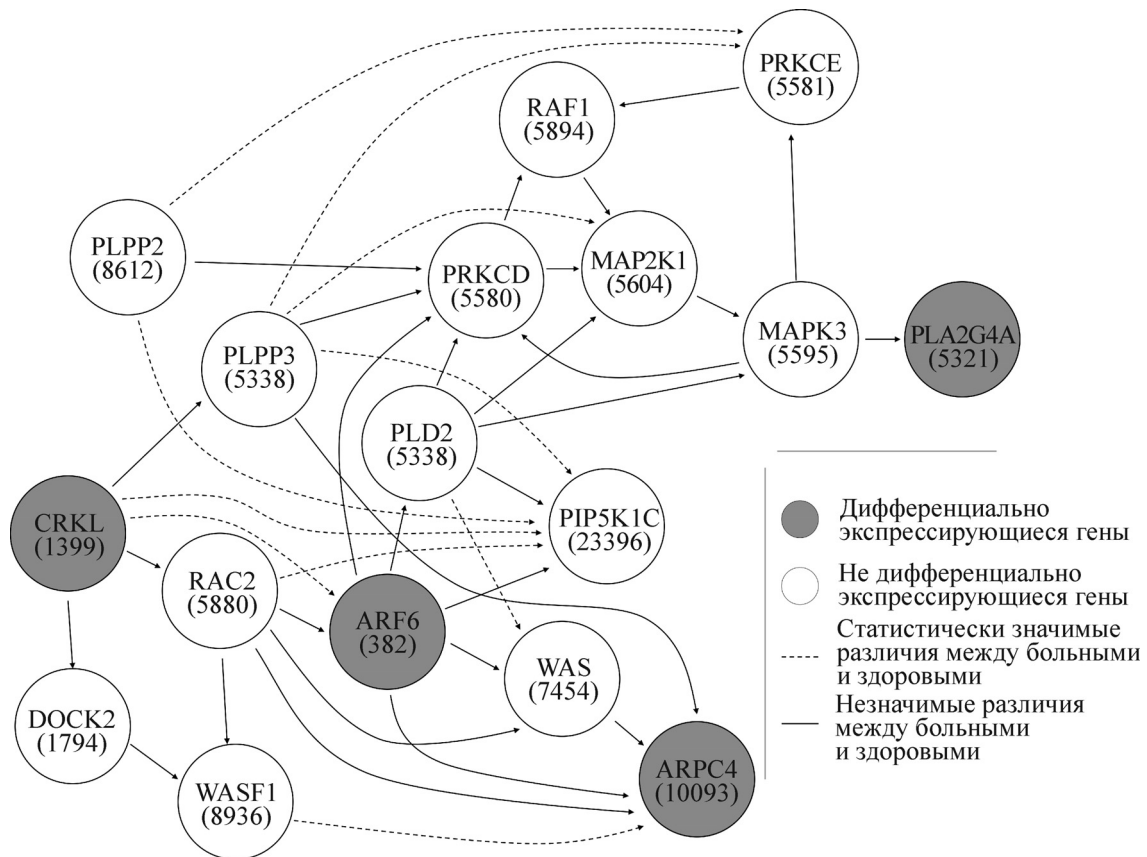 PRKCE
(5581)
RAF1
(5894)
PLPP2
(8612)
PRKCD
(5580)
MAP2K1
(5604)
PLPP3
(5338)
MAPK3
(5595)
PLA2G4A
(5321)
PLD2
(5338)
CRKL
(1399)
PIP5K1C
(23396)
RAC2
(5880)
ARF6
(382)
WAS
(7454)
DOCK2
(1794)
WASF1
(8936)
ARPC4
(10093)
Дифференциально
экспрессирующиеся гены
Не дифференциально
экспрессирующиеся гены
Статистически значимые
различия между больными
и здоровыми
Незначимые различия
между больными
и здоровыми